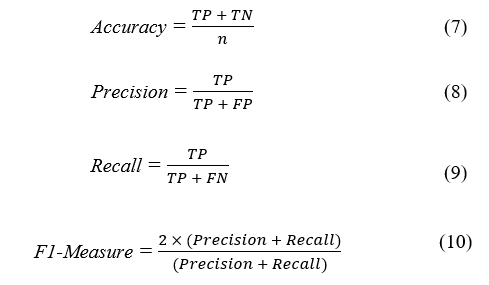 Accuracy = TP + TN / n (7)
Precision = TP / TP + FP (8)
Recall = TP / TP + FN (9)
F1-Measure = 2 × (Precision + Recall) / (Precision + Recall) (10)